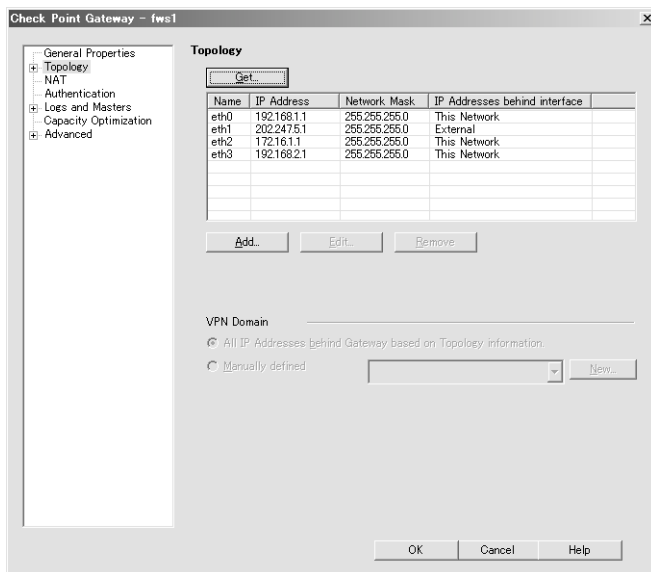 Check Point Gateway - fws1
General Properties
Topology
NAT
Authentication
Logs and Masters
Capacity Optimization
Advanced
Topology
Get...
Name IP Address Network Mask IP Addresses behind interface
eth0 192.168.1.1 255.255.255.0 This Network
eth1 202.247.5.1 255.255.255.0 External
eth2 172.16.1.1 255.255.255.0 This Network
eth3 192.168.2.1 255.255.255.0 This Network
Add... Edit... Remove
VPN Domain
All IP Addresses behind Gateway based on Topology information.
Manually defined
New...
OK Cancel Help